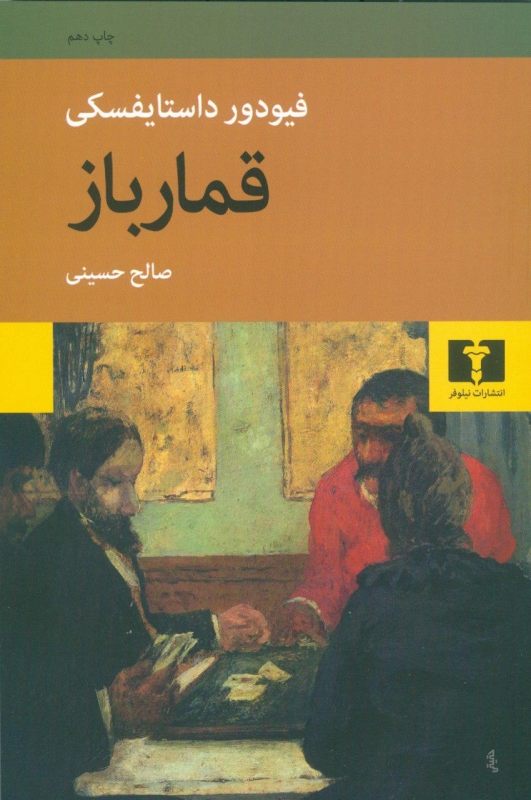 چاپ دهم
فیودور داستایفسکی
قمارباز
صالح حسینی
انتشارات نیلوفر